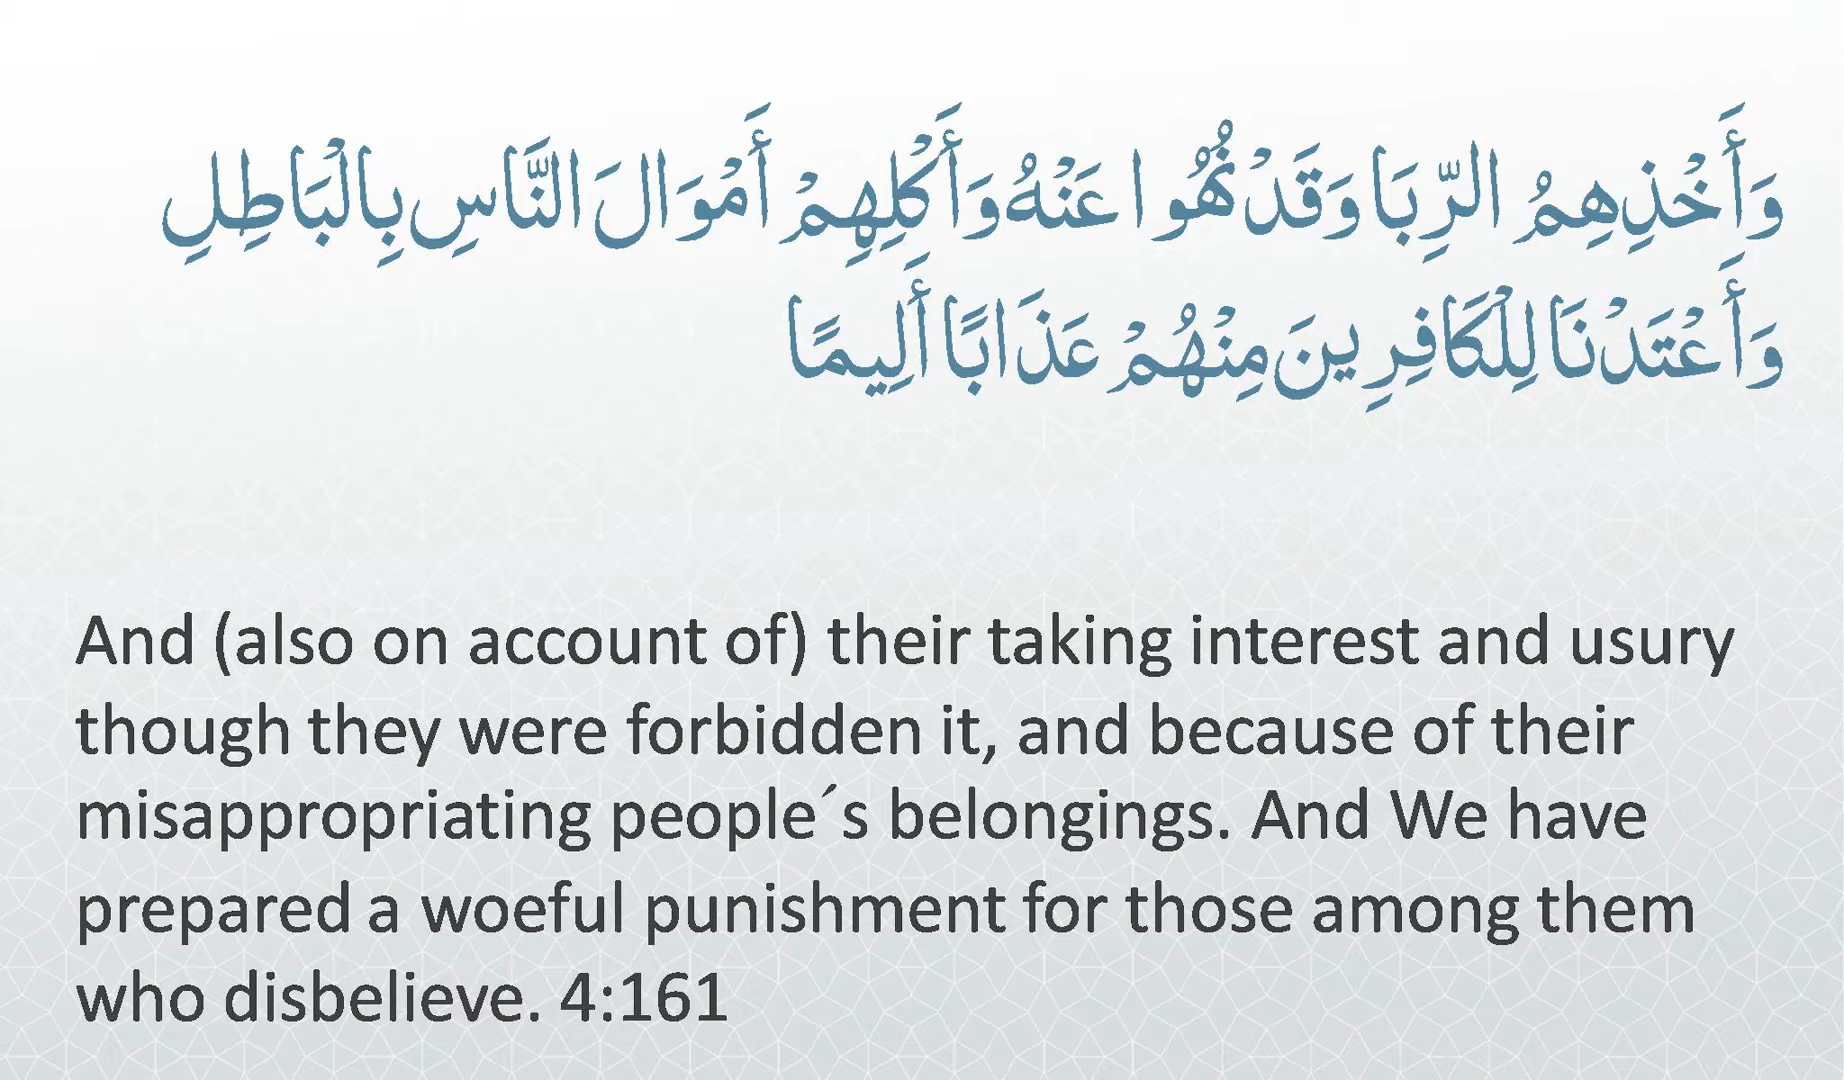 وَأَخْذِهِمُ الرِّبَا وَقَدْ نُهُوا عَنْهُ وَأَكْلِهِمْ أَمْوَالَ النَّاسِ بِالْبَاطِلِ
وَأَعْتَدْنَا لِلْكَافِرِينَ مِنْهُمْ عَذَابًا أَلِيمًا
And (also on account of) their taking interest and usury
though they were forbidden it, and because of their
misappropriating people´s belongings. And We have
prepared a woeful punishment for those among them
who disbelieve. 4:161